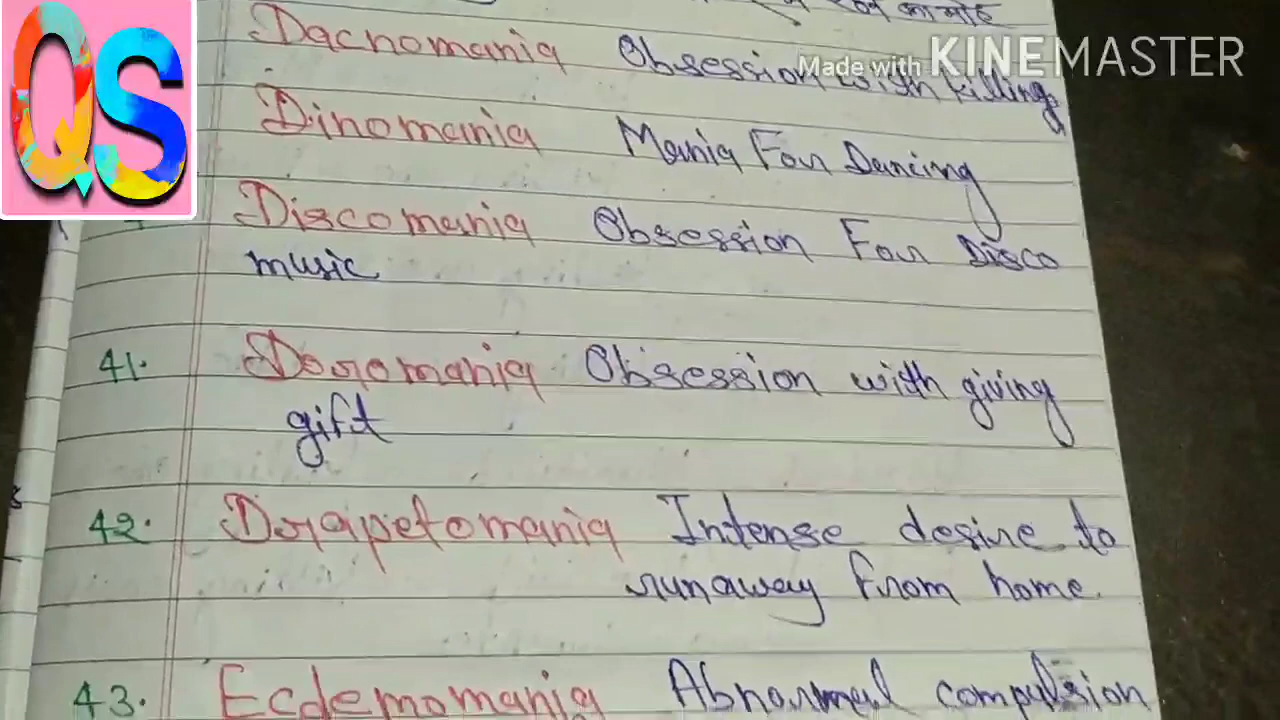 का मोह
QS
Made with KINEMASTER
Dacnomania Obsession with killing
Dinomania Mania For Dancing
Discomania Obsession For Disco
music
41. Doromania Obsession with giving
gift
42. Drapetomania Intense desire to
runaway from home.
43. Ecdemomania Abnormal compulsion